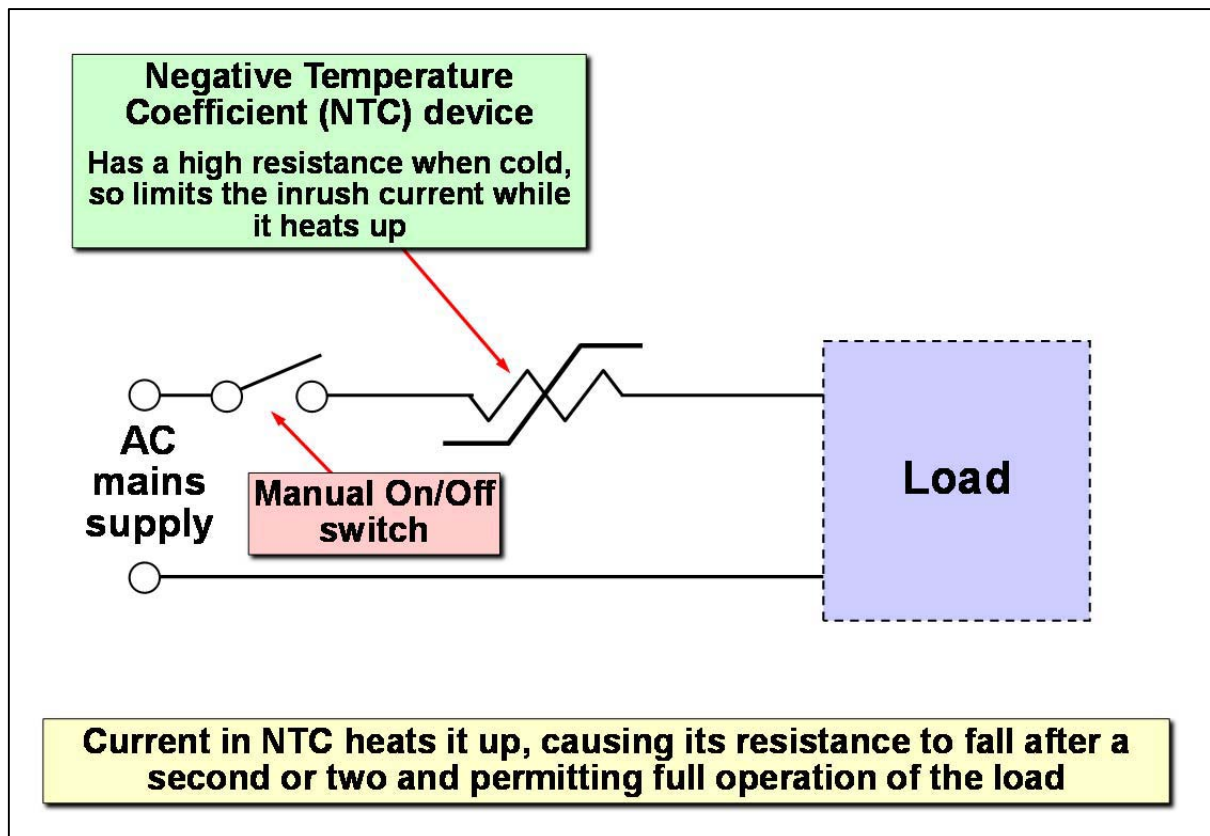 Negative Temperature
Coefficient (NTC) device
Has a high resistance when cold,
so limits the inrush current while
it heats up
AC
mains
supply
Manual On/Off
switch
Load
Current in NTC heats it up, causing its resistance to fall after a
second or two and permitting full operation of the load